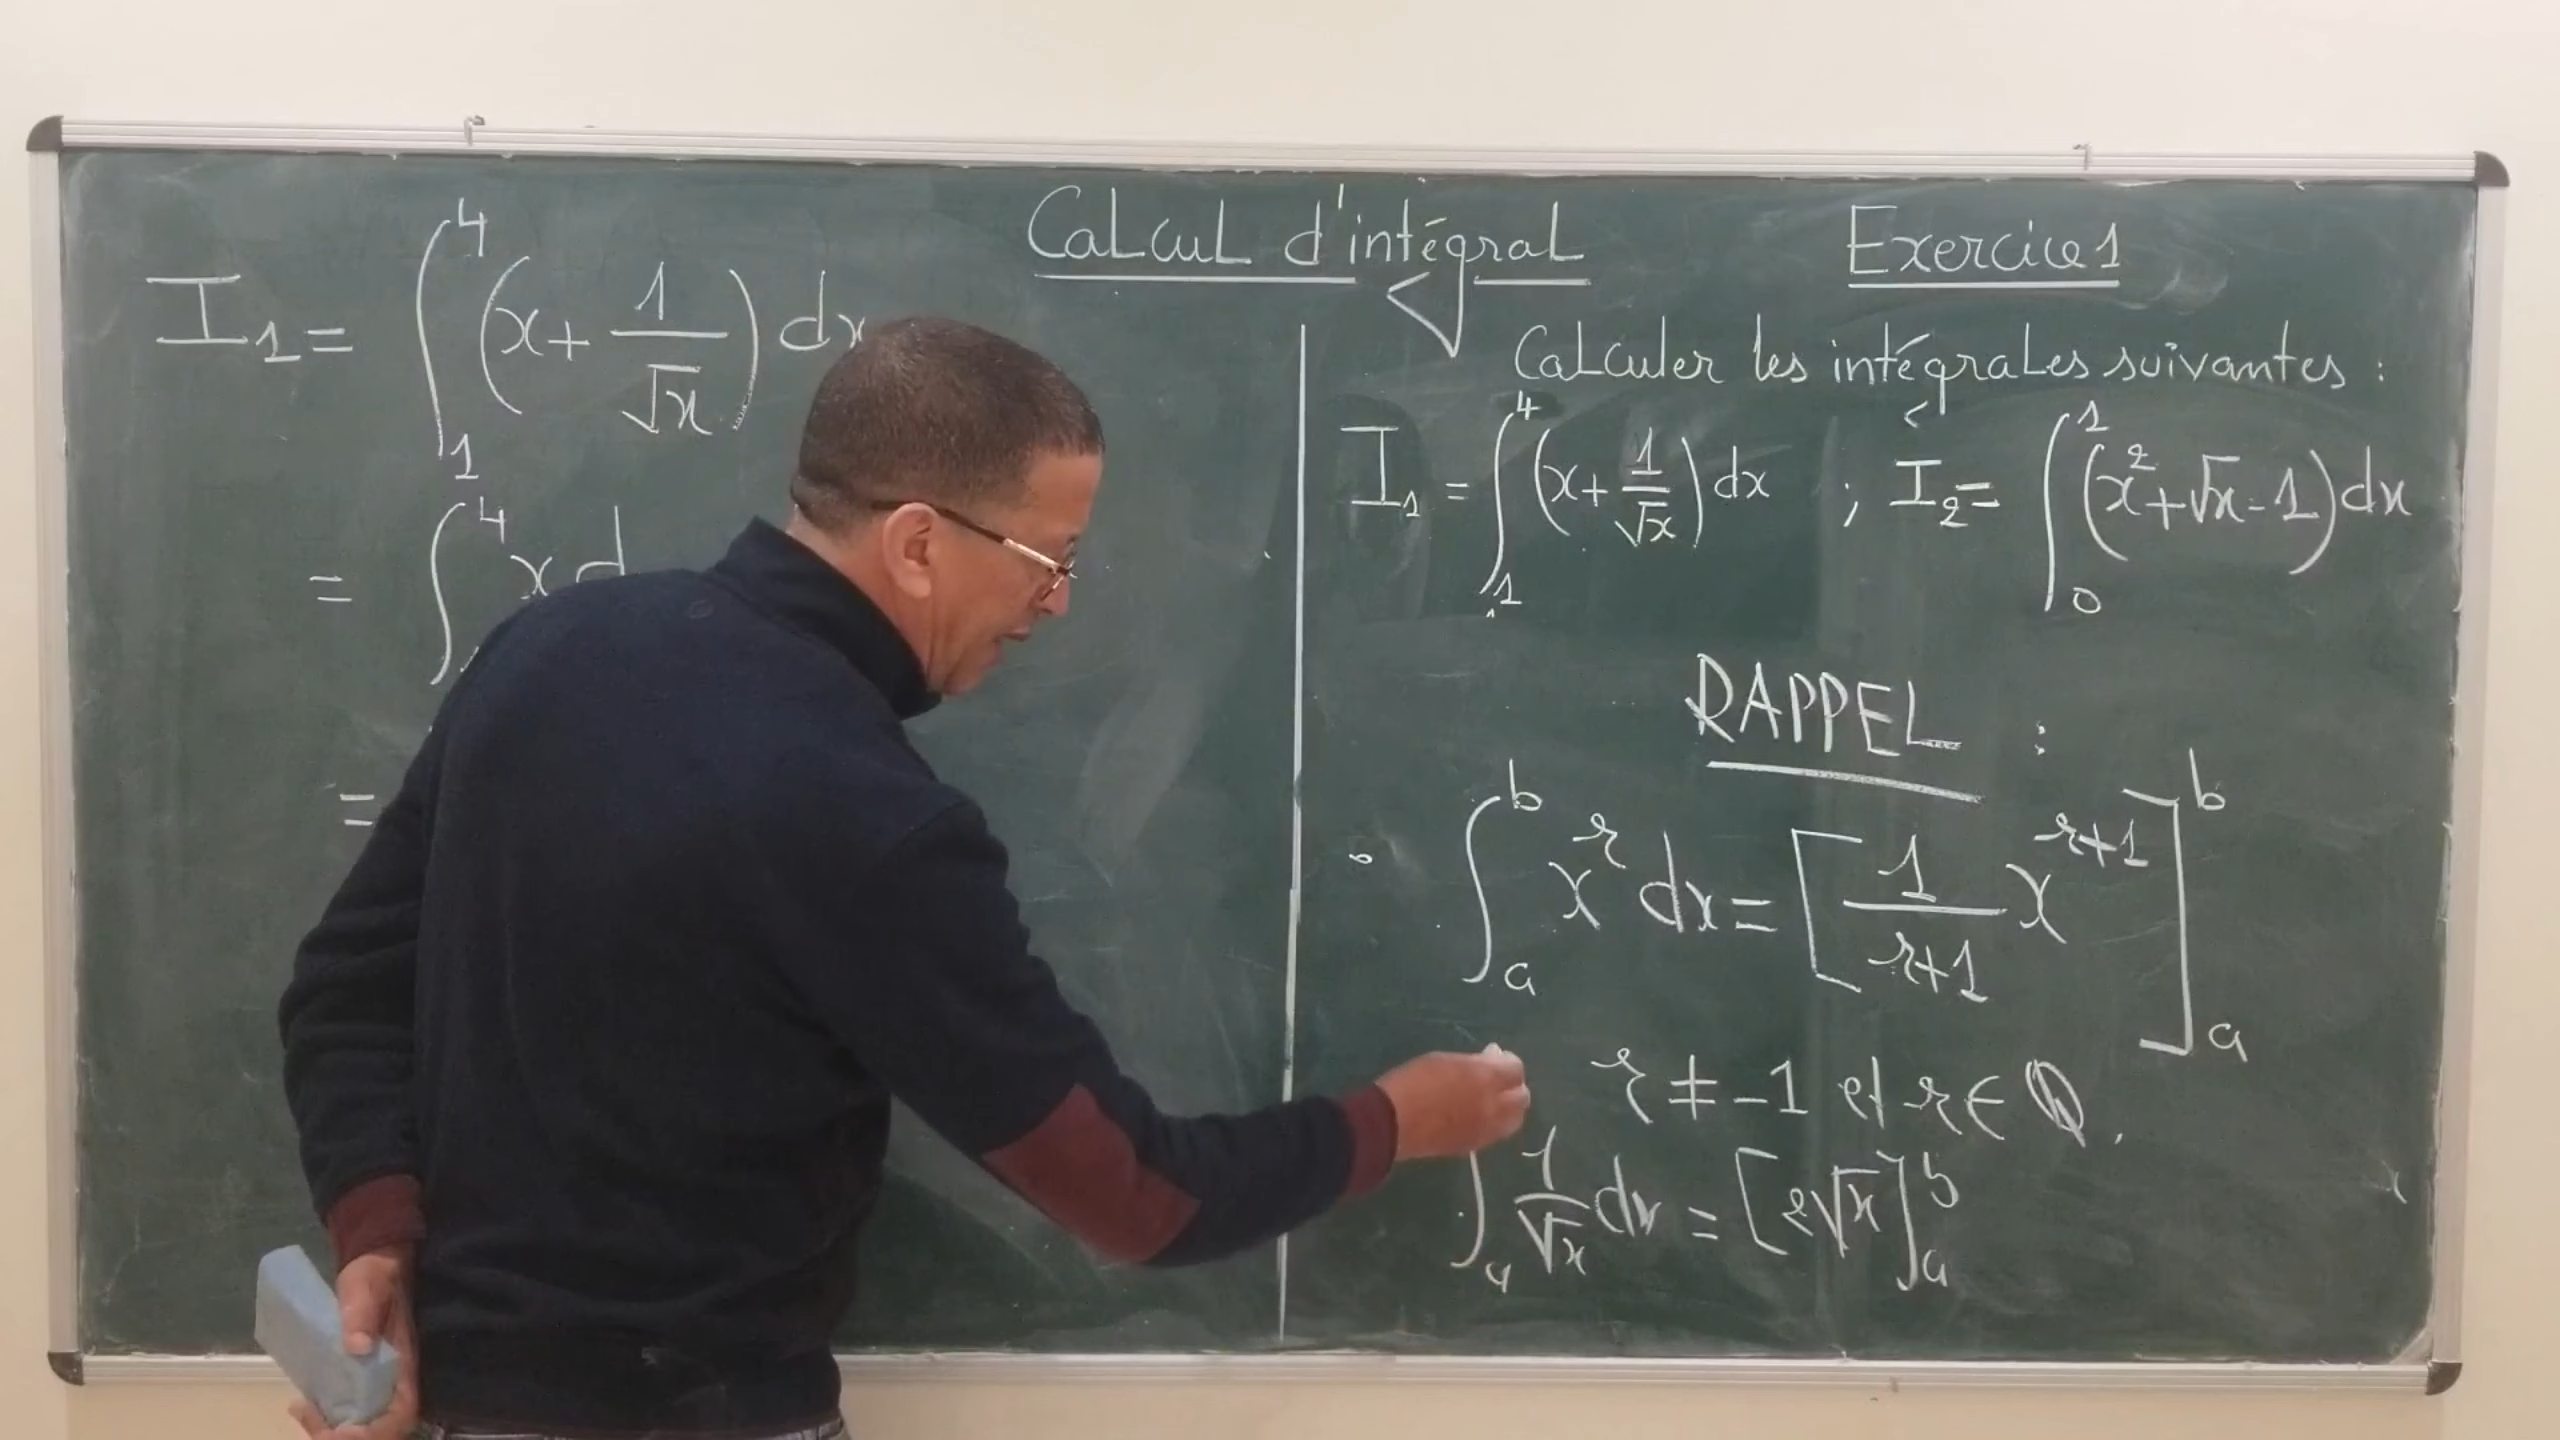 Calcul d'intégral
I₁ = ∫₁⁴ (x + 1/√x) dx
= ∫⁴ x d
=
Exercice 1
Calculer les intégrales suivantes :
I₁ = ∫₁⁴ (x + 1/√x) dx ; I₂ = ∫₀¹ (x² + √x - 1) dx
RAPPEL :
∫ₐᵇ xʳ dx = [1/(r+1) xʳ⁺¹]ₐᵇ
r ≠ -1 et r ∈ ℚ.
∫ₐ 1/√x dx = [2√x]ₐᵇ